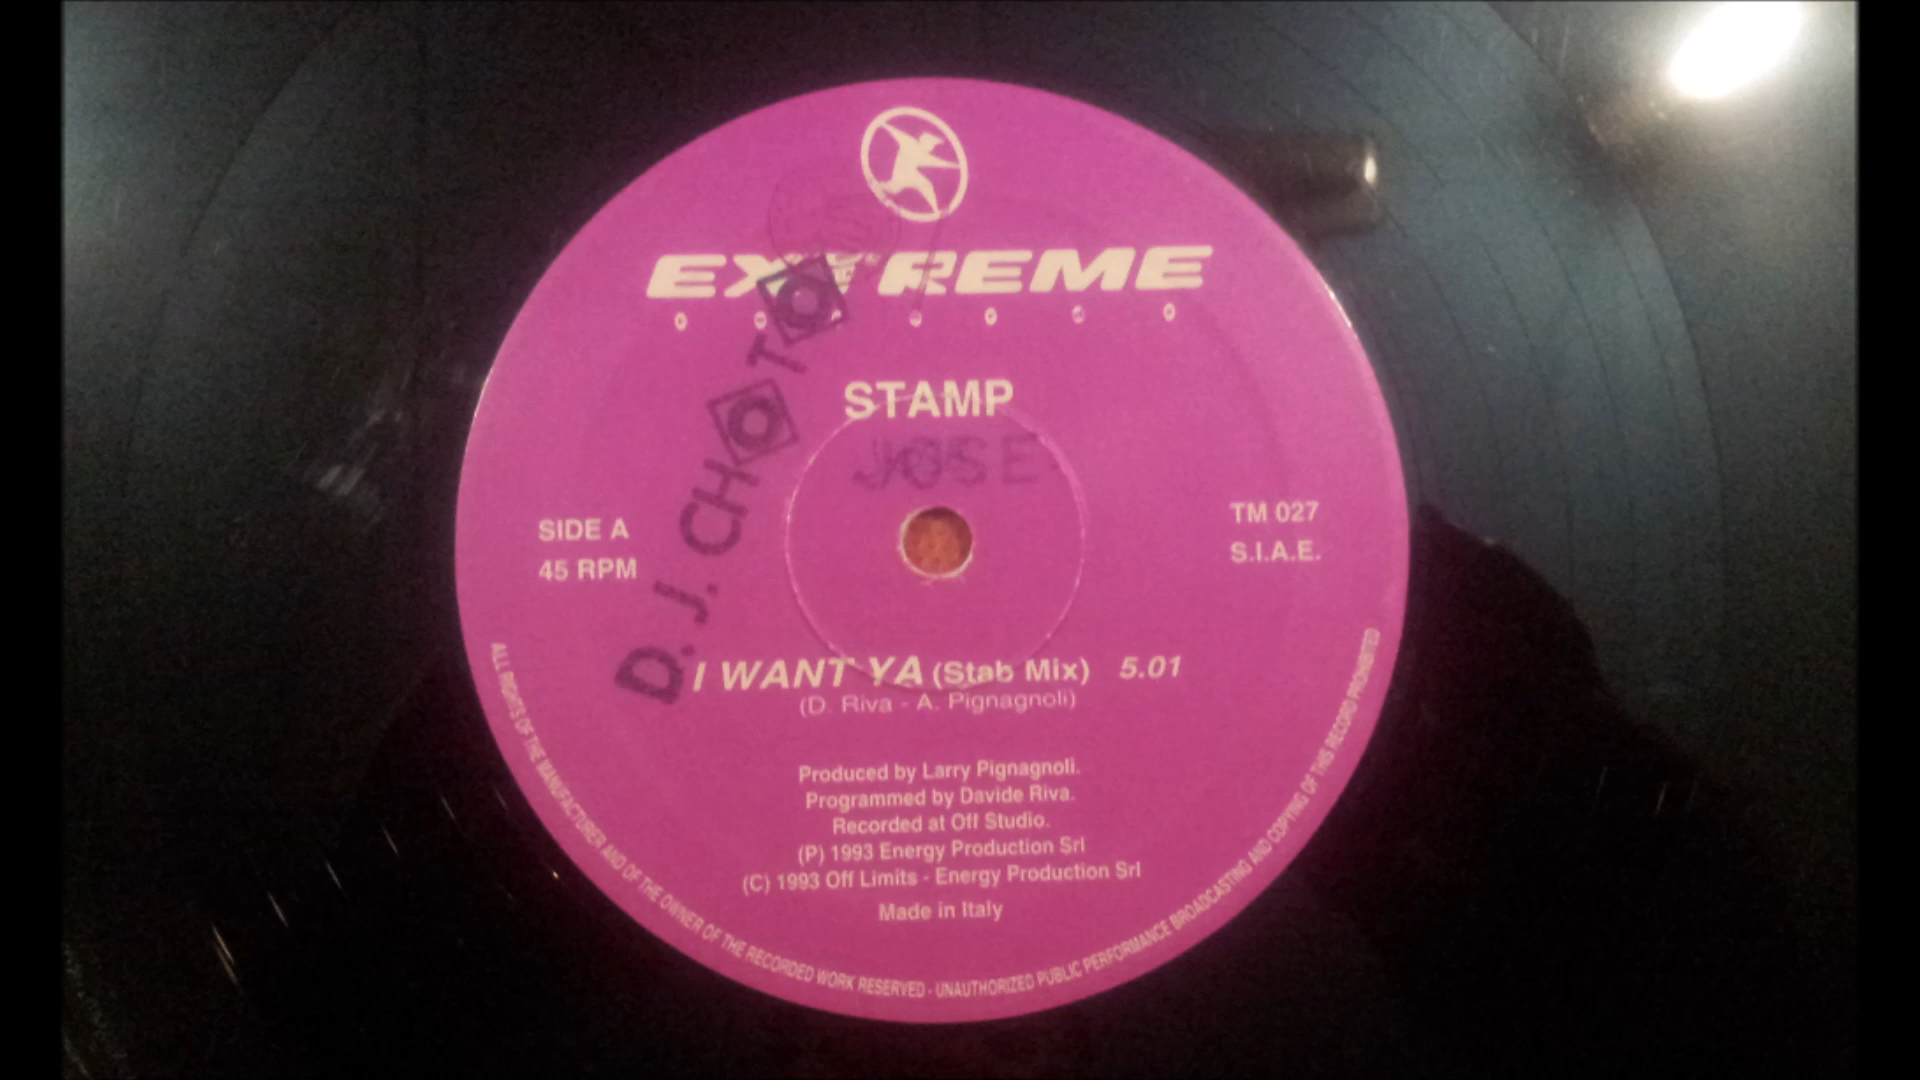 EXTREME
STAMP
JOSE
D.J. CHOTO
SIDE A
45 RPM
TM 027
S.I.A.E.
I WANT YA (Stab Mix) 5.01
(D. Riva - A. Pignagnoli)
Produced by Larry Pignagnoli.
Programmed by Davide Riva.
Recorded at Off Studio.
(P) 1993 Energy Production Srl
(C) 1993 Off Limits - Energy Production Srl
Made in Italy
ALL RIGHTS OF THE MANUFACTURER AND OF THE OWNER OF THE RECORDED WORK RESERVED - UNAUTHORIZED PUBLIC PERFORMANCE BROADCASTING AND COPYING OF THIS RECORD PROHIBITED